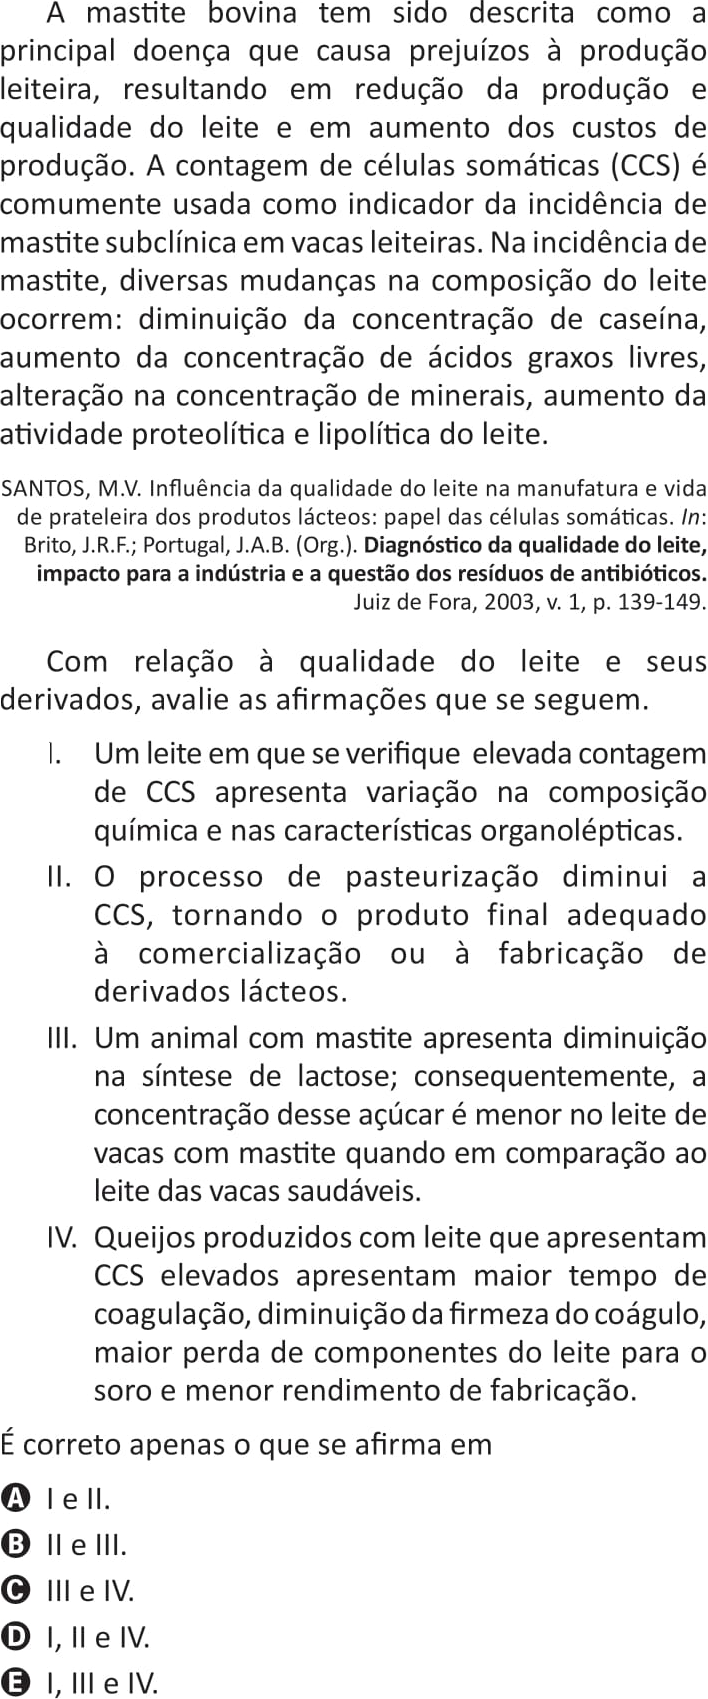 A mastite bovina tem sido descrita como a
principal doença que causa prejuízos à produção
leiteira, resultando em redução da produção e
qualidade do leite e em aumento dos custos de
produção. A contagem de células somáticas (CCS) é
comumente usada como indicador da incidência de
mastite subclínica em vacas leiteiras. Na incidência de
mastite, diversas mudanças na composição do leite
ocorrem: diminuição da concentração de caseína,
aumento da concentração de ácidos graxos livres,
alteração na concentração de minerais, aumento da
atividade proteolítica e lipolítica do leite.
SANTOS, M.V. Influência da qualidade do leite na manufatura e vida
de prateleira dos produtos lácteos: papel das células somáticas. In:
Brito, J.R.F.; Portugal, J.A.B. (Org.). Diagnóstico da qualidade do leite,
impacto para a indústria e a questão dos resíduos de antibióticos.
Juiz de Fora, 2003, v. 1, p. 139-149.
Com relação à qualidade do leite e seus
derivados, avalie as afirmações que se seguem.
I. Um leite em que se verifique elevada contagem
de CCS apresenta variação na composição
química e nas características organolépticas.
II. O processo de pasteurização diminui a
CCS, tornando o produto final adequado
à comercialização ou à fabricação de
derivados lácteos.
III. Um animal com mastite apresenta diminuição
na síntese de lactose; consequentemente, a
concentração desse açúcar é menor no leite de
vacas com mastite quando em comparação ao
leite das vacas saudáveis.
IV. Queijos produzidos com leite que apresentam
CCS elevados apresentam maior tempo de
coagulação, diminuição da firmeza do coágulo,
maior perda de componentes do leite para o
soro e menor rendimento de fabricação.
É correto apenas o que se afirma em
A I e II.
B II e III.
C III e IV.
D I, II e IV.
E I, III e IV.